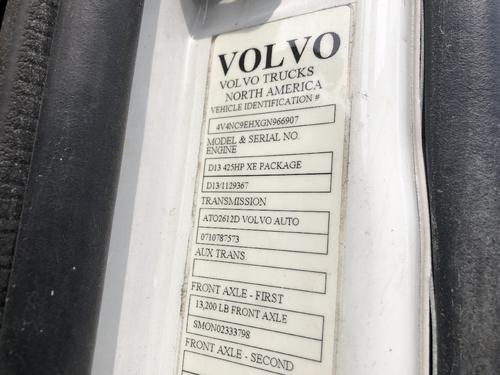 VOLVO
VOLVO TRUCKS
NORTH AMERICA
VEHICLE IDENTIFICATION #
4V4NC9EHXGN966907
MODEL & SERIAL NO.
ENGINE
D13 425HP XE PACKAGE
D13/1129367
TRANSMISSION
ATO2612D VOLVO AUTO
0710787573
AUX TRANS.
FRONT AXLE - FIRST
13,200 LB FRONT AXLE
SMON02333798
FRONT AXLE - SECOND